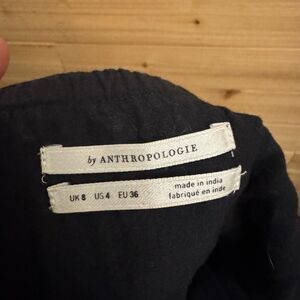 by ANTHROPOLOGIE
UK 8 US 4 EU 36
made in india
fabriqué en inde